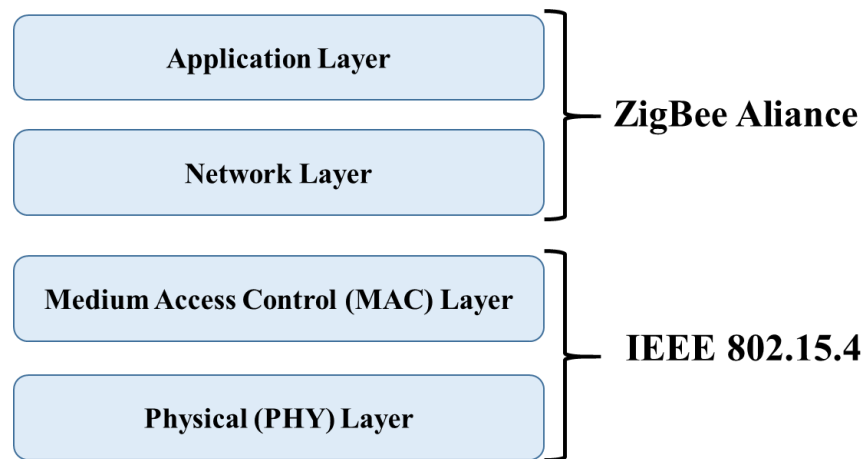 Application Layer
ZigBee Aliance
Network Layer
Medium Access Control (MAC) Layer
IEEE 802.15.4
Physical (PHY) Layer